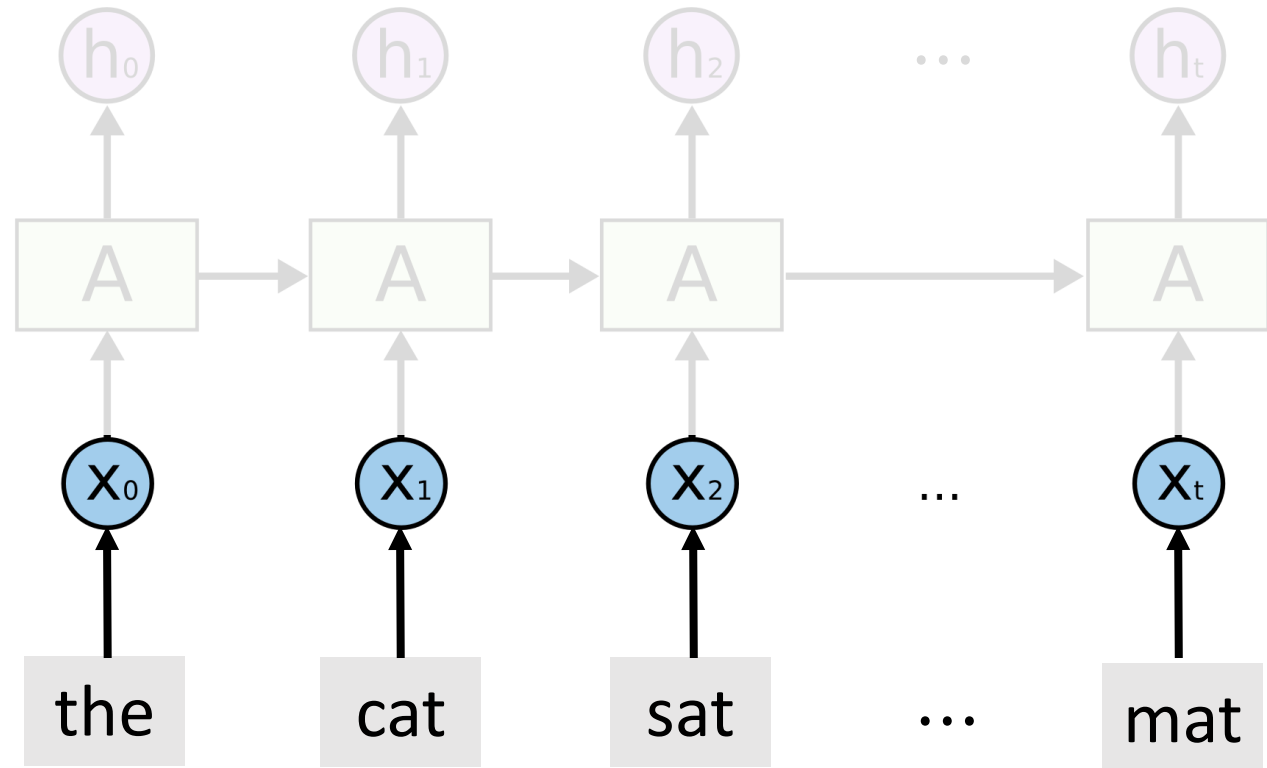 h₀ h₁ h₂ ... hₜ
A A A A
x₀ x₁ x₂ ... xₜ
the cat sat ... mat